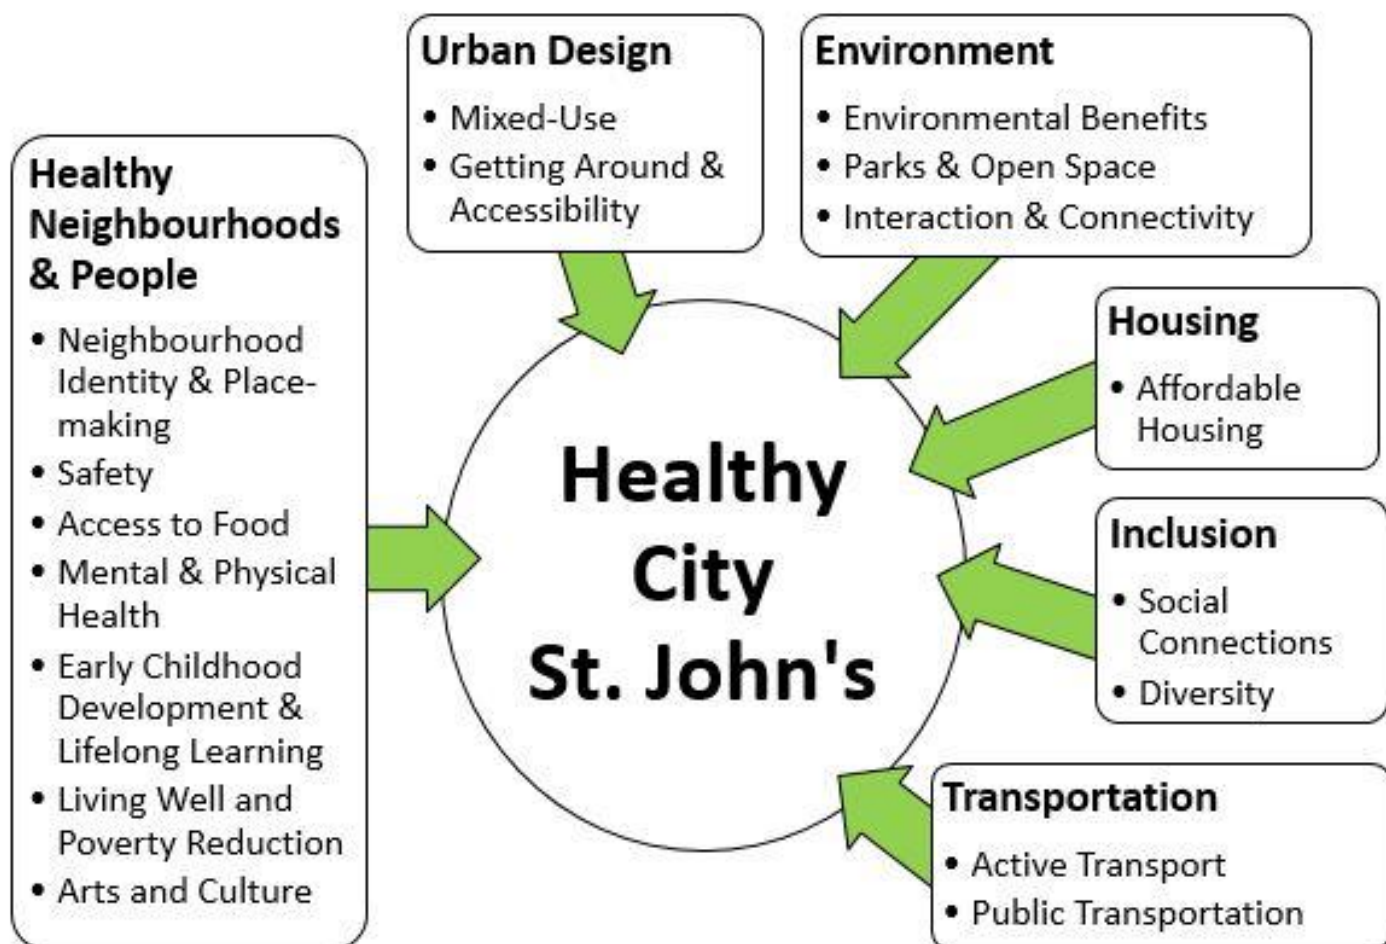 Healthy
Neighbourhoods
& People
• Neighbourhood
Identity & Place-
making
• Safety
• Access to Food
• Mental & Physical
Health
• Early Childhood
Development &
Lifelong Learning
• Living Well and
Poverty Reduction
• Arts and Culture
Urban Design
• Mixed-Use
• Getting Around &
Accessibility
Environment
• Environmental Benefits
• Parks & Open Space
• Interaction & Connectivity
Housing
• Affordable
Housing
Inclusion
• Social
Connections
• Diversity
Transportation
• Active Transport
• Public Transportation
Healthy
City
St. John's